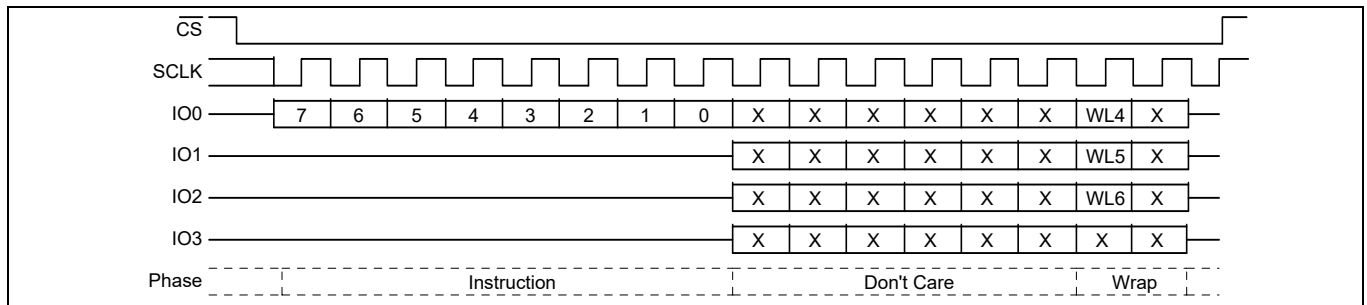 CS
SCLK
IO0 7 6 5 4 3 2 1 0 X X X X X X WL4 X
IO1 X X X X X X WL5 X
IO2 X X X X X X WL6 X
IO3 X X X X X X X X
Phase Instruction Don't Care Wrap